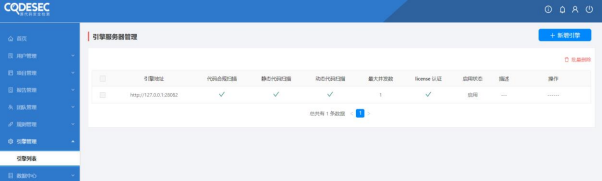 CODESEC
引擎服务器管理
+ 新增引擎
首页
用户管理
项目管理
报告管理
团队管理
规则管理
引擎管理
引擎列表
数据中心
批量删除
引擎地址 代码合规扫描 静态代码扫描 动态代码扫描 最大并发数 license 认证 启用状态 描述 操作
http://127.0.0.1:28082 1 启用 --- ------
总共有 1 条数据 < 1 >